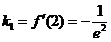 k₁ = f′(2) = −1/e²